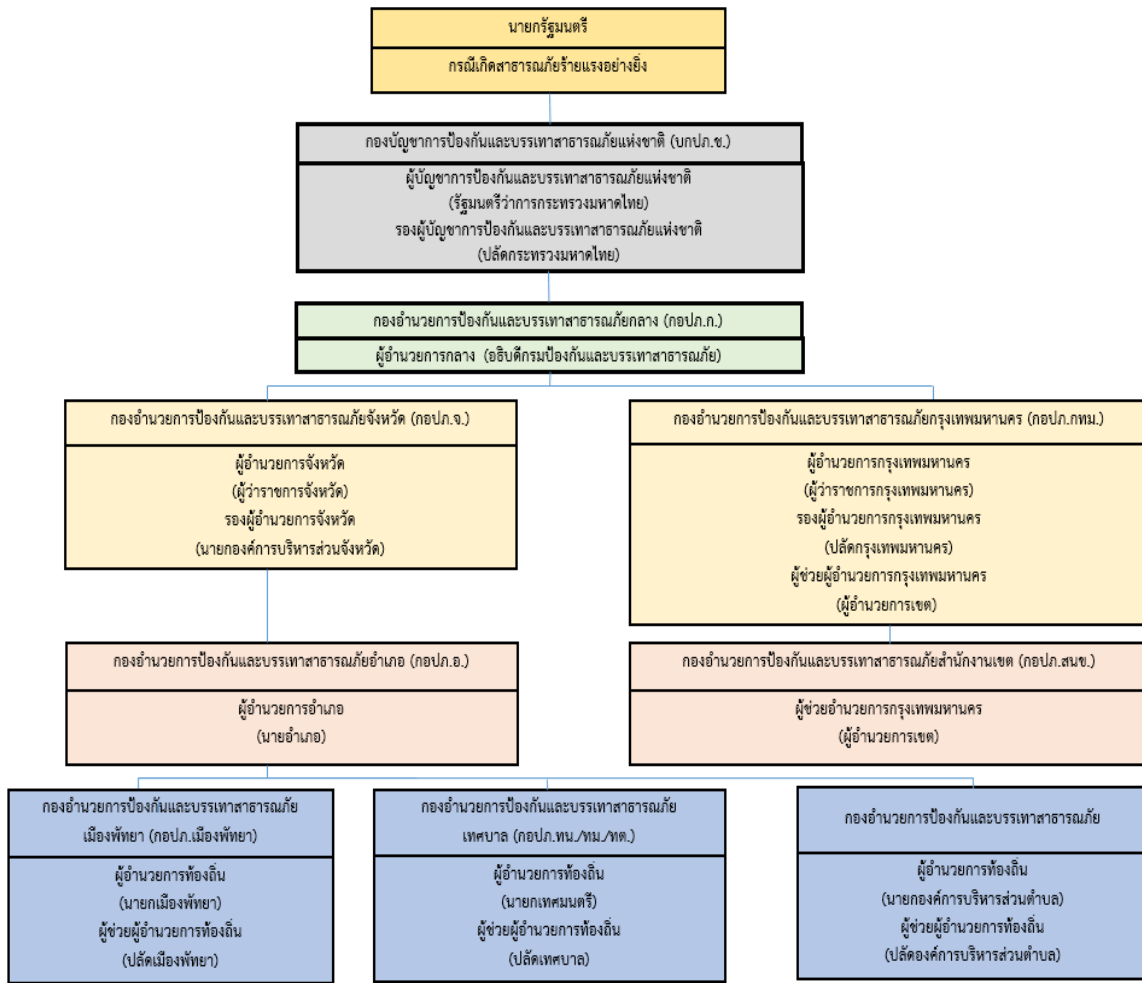 นายกรัฐมนตรี
กรณีเกิดสาธารณภัยร้ายแรงอย่างยิ่ง
กองบัญชาการป้องกันและบรรเทาสาธารณภัยแห่งชาติ (บกปภ.ช.)
ผู้บัญชาการป้องกันและบรรเทาสาธารณภัยแห่งชาติ
(รัฐมนตรีว่าการกระทรวงมหาดไทย)
รองผู้บัญชาการป้องกันและบรรเทาสาธารณภัยแห่งชาติ
(ปลัดกระทรวงมหาดไทย)
กองอำนวยการป้องกันและบรรเทาสาธารณภัยกลาง (กอปภ.ก.)
ผู้อำนวยการกลาง (อธิบดีกรมป้องกันและบรรเทาสาธารณภัย)
กองอำนวยการป้องกันและบรรเทาสาธารณภัยจังหวัด (กอปภ.จ.)
ผู้อำนวยการจังหวัด
(ผู้ว่าราชการจังหวัด)
รองผู้อำนวยการจังหวัด
(นายกองค์การบริหารส่วนจังหวัด)
กองอำนวยการป้องกันและบรรเทาสาธารณภัยกรุงเทพมหานคร (กอปภ.กทม.)
ผู้อำนวยการกรุงเทพมหานคร
(ผู้ว่าราชการกรุงเทพมหานคร)
รองผู้อำนวยการกรุงเทพมหานคร
(ปลัดกรุงเทพมหานคร)
ผู้ช่วยผู้อำนวยการกรุงเทพมหานคร
(ผู้อำนวยการเขต)
กองอำนวยการป้องกันและบรรเทาสาธารณภัยอำเภอ (กอปภ.อ.)
ผู้อำนวยการอำเภอ
(นายอำเภอ)
กองอำนวยการป้องกันและบรรเทาสาธารณภัยสำนักงานเขต (กอปภ.สนข.)
ผู้ช่วยอำนวยการกรุงเทพมหานคร
(ผู้อำนวยการเขต)
กองอำนวยการป้องกันและบรรเทาสาธารณภัย
เมืองพัทยา (กอปภ.เมืองพัทยา)
ผู้อำนวยการท้องถิ่น
(นายกเมืองพัทยา)
ผู้ช่วยผู้อำนวยการท้องถิ่น
(ปลัดเมืองพัทยา)
กองอำนวยการป้องกันและบรรเทาสาธารณภัย
เทศบาล (กอปภ.ทน./ทม./ทต.)
ผู้อำนวยการท้องถิ่น
(นายกเทศมนตรี)
ผู้ช่วยผู้อำนวยการท้องถิ่น
(ปลัดเทศบาล)
กองอำนวยการป้องกันและบรรเทาสาธารณภัย
ผู้อำนวยการท้องถิ่น
(นายกองค์การบริหารส่วนตำบล)
ผู้ช่วยผู้อำนวยการท้องถิ่น
(ปลัดองค์การบริหารส่วนตำบล)